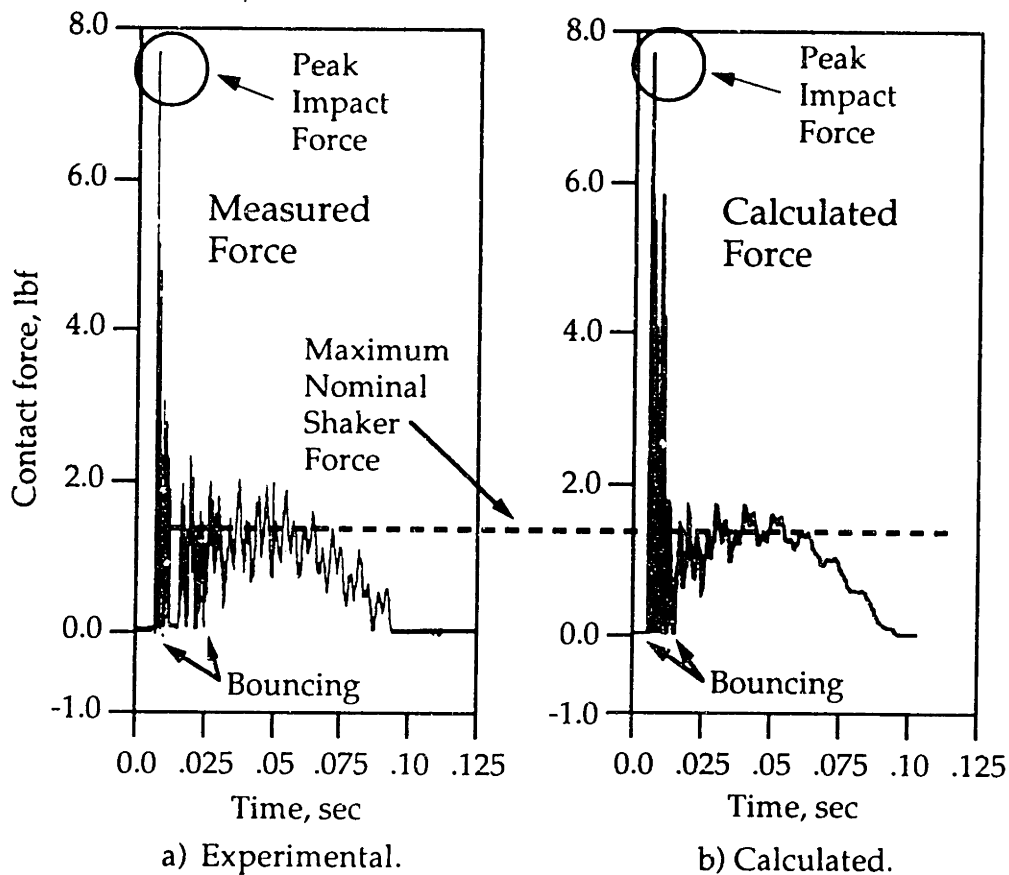 8.0
6.0
4.0
2.0
0.0
-1.0
Contact force, lbf
Peak
Impact
Force
Measured
Force
Maximum
Nominal
Shaker
Force
Bouncing
0.0 .025 .05 .075 .10 .125
Time, sec
a) Experimental.
8.0
6.0
4.0
2.0
0.0
-1.0
Peak
Impact
Force
Calculated
Force
Bouncing
0.0 .025 .05 .075 .10 .125
Time, sec
b) Calculated.